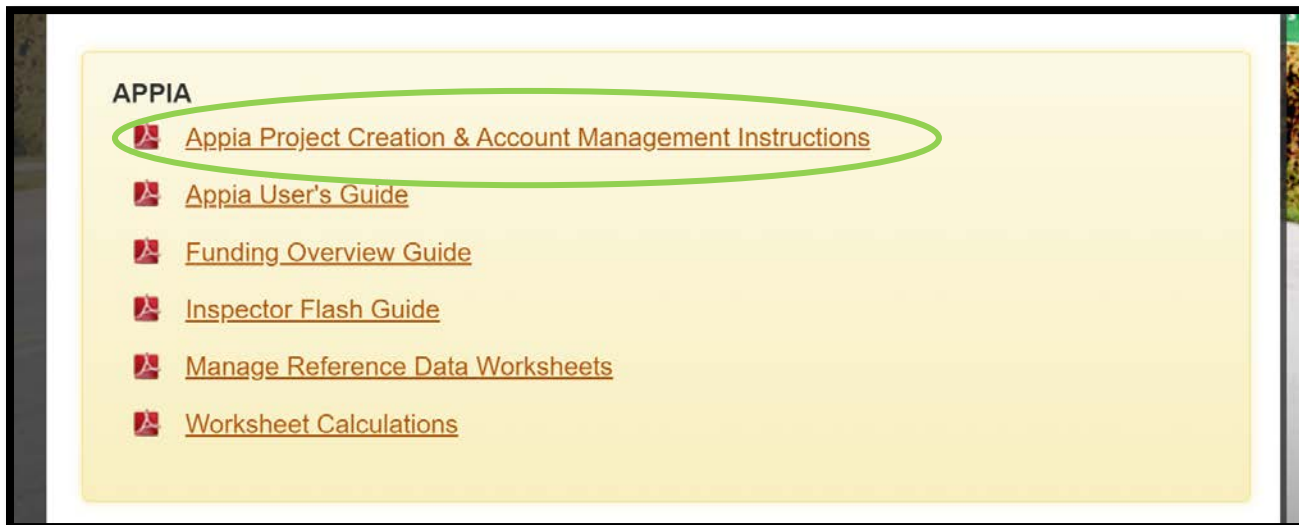 APPIA
Appia Project Creation & Account Management Instructions
Appia User's Guide
Funding Overview Guide
Inspector Flash Guide
Manage Reference Data Worksheets
Worksheet Calculations